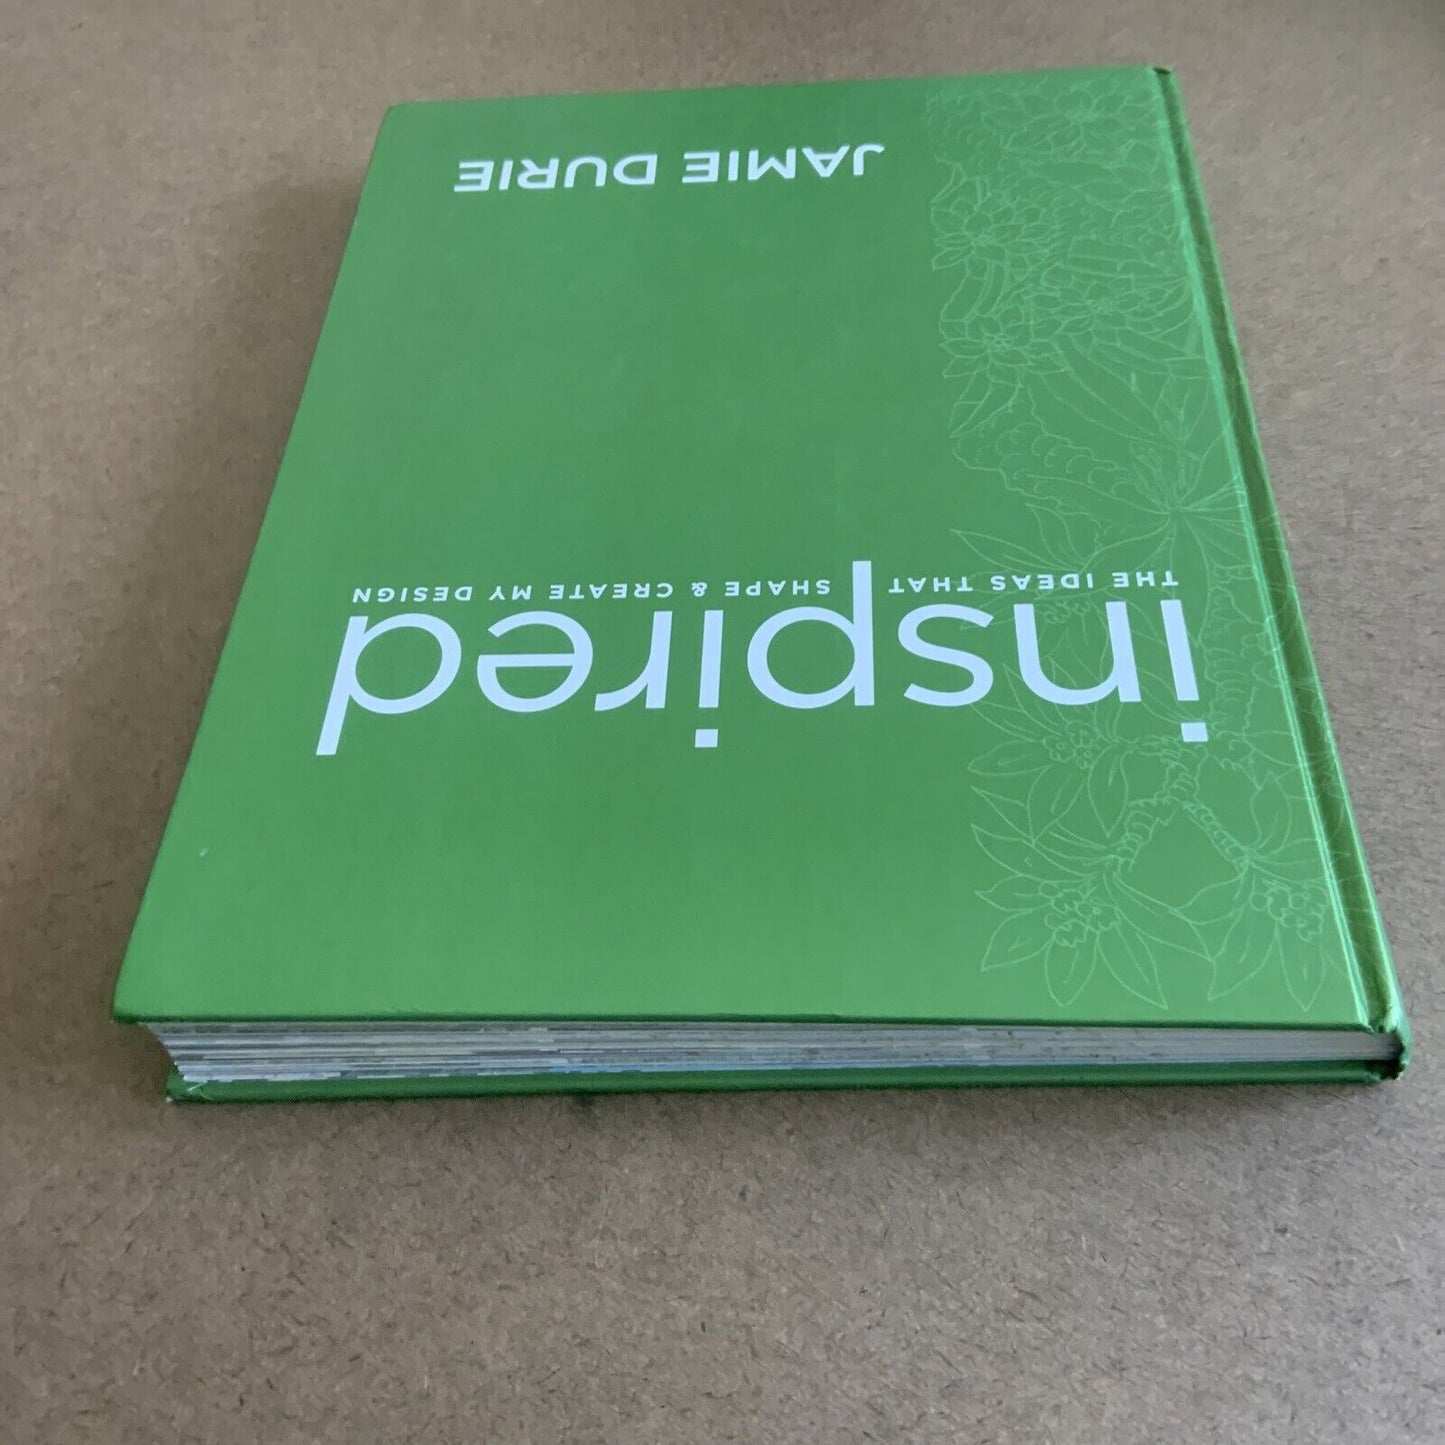 inspired
THE IDEAS THAT SHAPE & CREATE MY DESIGN
JAMIE DURIE